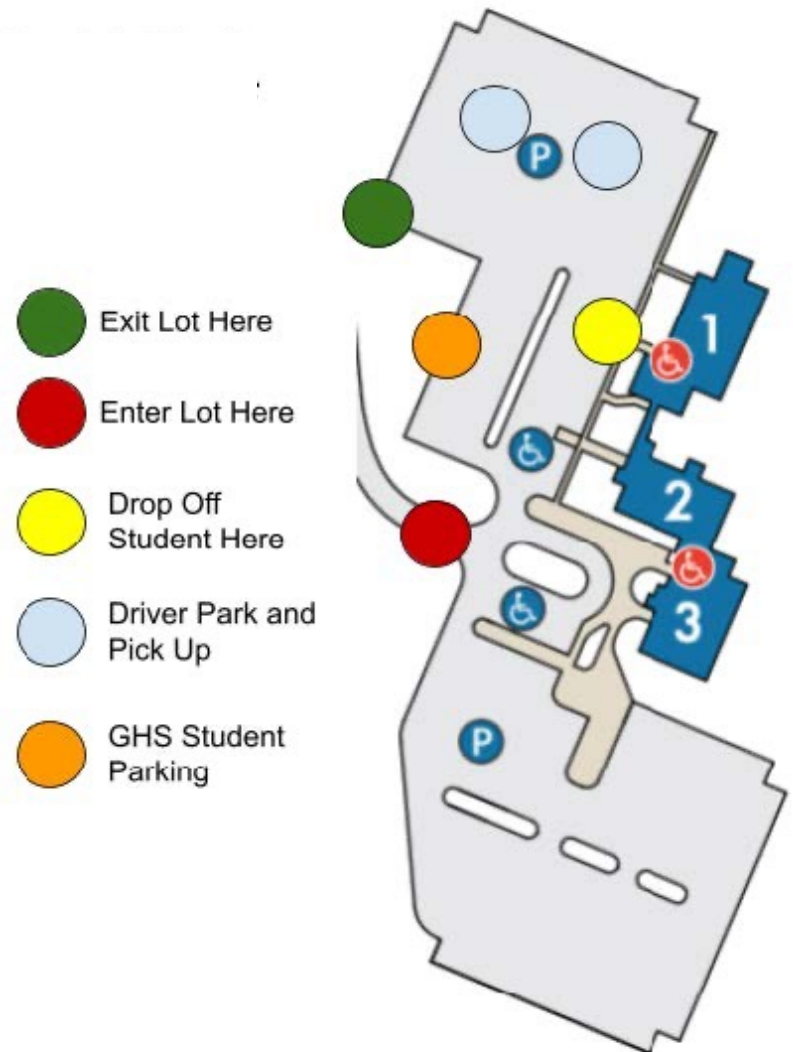 P
Exit Lot Here
1
Enter Lot Here
Drop Off
Student Here
2
Driver Park and
Pick Up
3
GHS Student
Parking
P